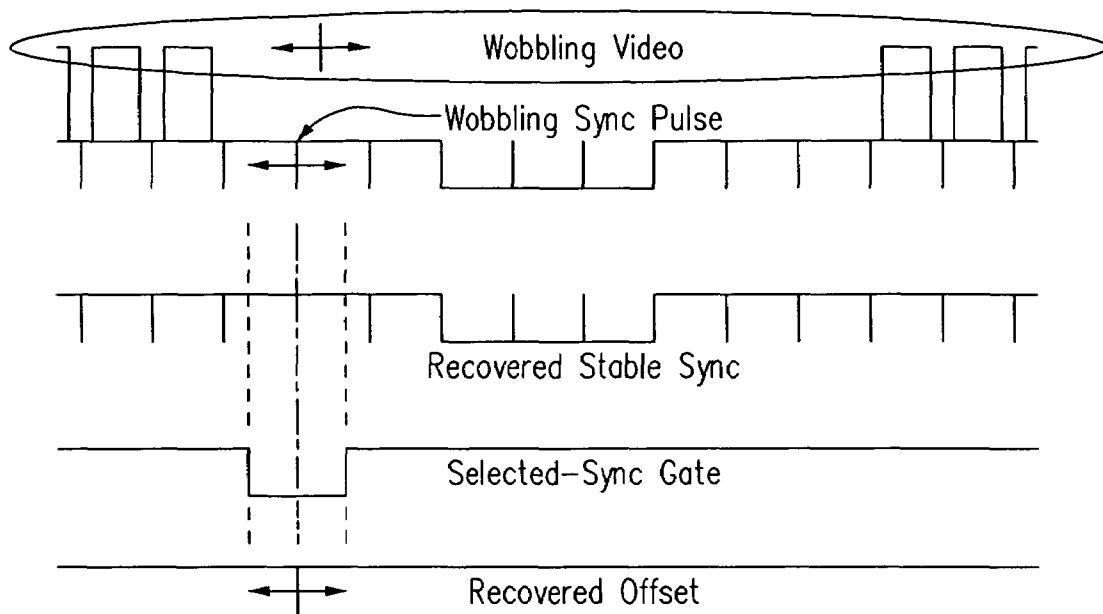 Wobbling Video
Wobbling Sync Pulse
Recovered Stable Sync
Selected-Sync Gate
Recovered Offset